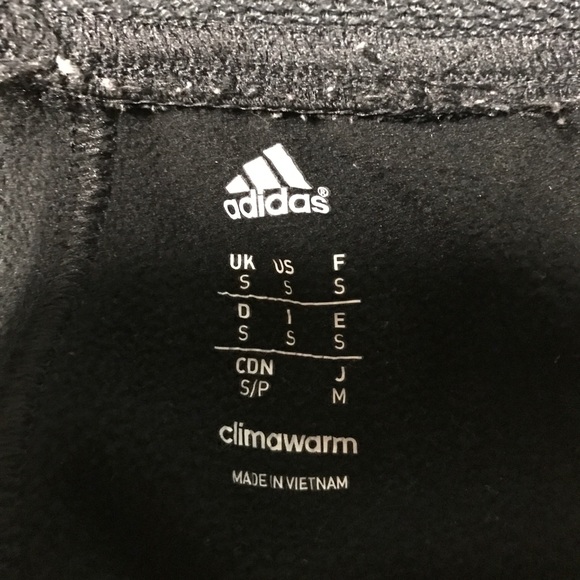 adidas®
UK US F
S S S
D I E
S S S
CDN J
S/P M
climawarm
MADE IN VIETNAM